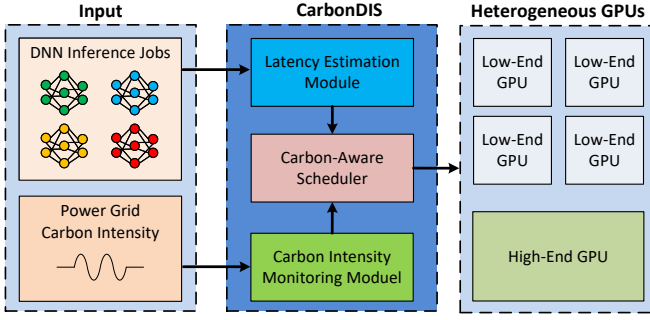 Input
DNN Inference Jobs
Power Grid
Carbon Intensity
CarbonDIS
Latency Estimation
Module
Carbon-Aware
Scheduler
Carbon Intensity
Monitoring Moduel
Heterogeneous GPUs
Low-End
GPU
Low-End
GPU
Low-End
GPU
Low-End
GPU
High-End GPU